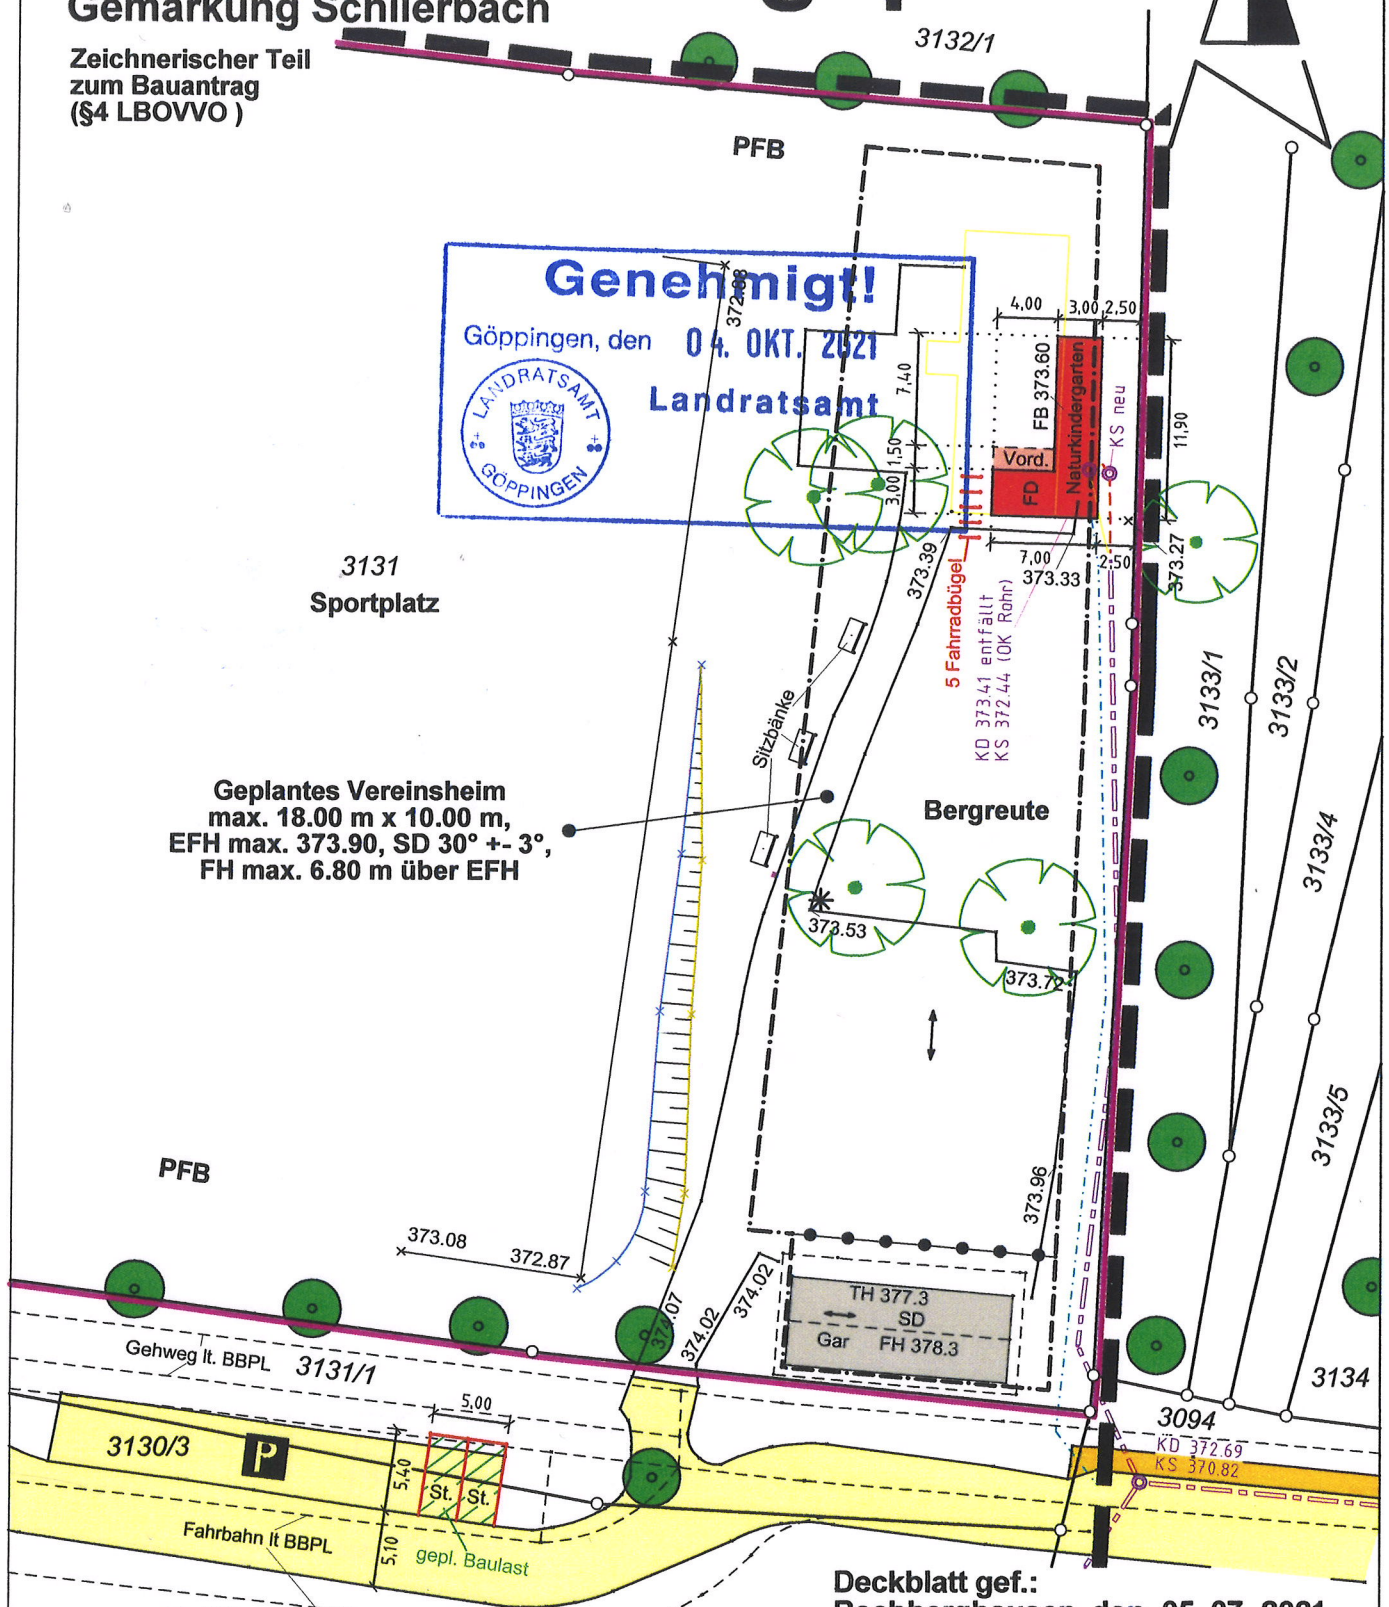 Gemarkung Schlierbach
Zeichnerischer Teil
zum Bauantrag
(§4 LBOVVO )
3132/1
PFB
Genehmigt!
Göppingen, den 04. OKT. 2021
Landratsamt
LANDRATSAMT
GÖPPINGEN
372.88
4,00
3,00
2,50
7,40
1,50
3,00
FB 373.60
Naturkindergarten
Vord.
FD
KS neu
11,90
7,00
2,50
373.33
373.27
373.39
5 Fahrradbügel
KD 373.41 entfällt
KS 372.44 (OK Rohr)
3131
Sportplatz
Sitzbänke
3133/1
3133/2
Geplantes Vereinsheim
max. 18.00 m x 10.00 m,
EFH max. 373.90, SD 30° +- 3°,
FH max. 6.80 m über EFH
Bergreute
3133/4
373.53
373.72
3133/5
PFB
373.96
373.08
372.87
374.07
374.02
374.02
TH 377.3
SD
Gar
FH 378.3
Gehweg lt. BBPL
3131/1
3134
3094
KD 372.69
KS 370.82
5,00
3130/3
P
5,40
St.
St.
Fahrbahn lt BBPL
5,10
gepl. Baulast
Deckblatt gef.:
Rechberghausen, den 05. 07. 2021